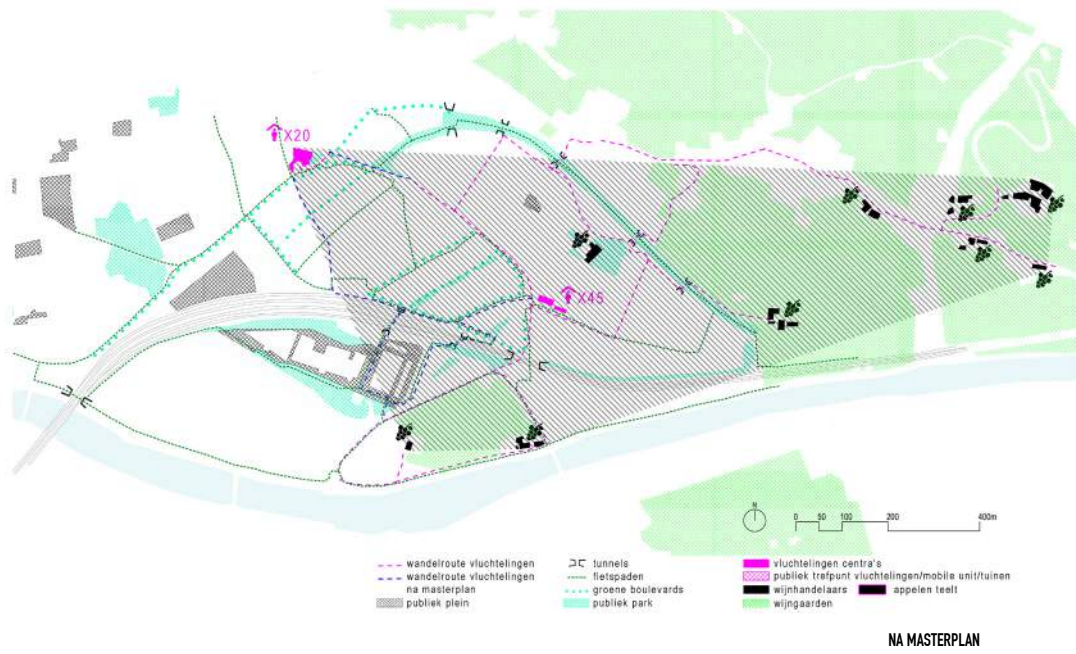 X20
X45
N
0 50 100 200 400m
wandelroute vluchtelingen
wandelroute vluchtelingen
na masterplan
publiek plein
tunnels
fietspaden
groene boulevards
publiek park
vluchtelingen centra's
publiek trefpunt vluchtelingen/mobile unit/tuinen
wijnhandelaars
appelen teelt
wijngaarden
NA MASTERPLAN